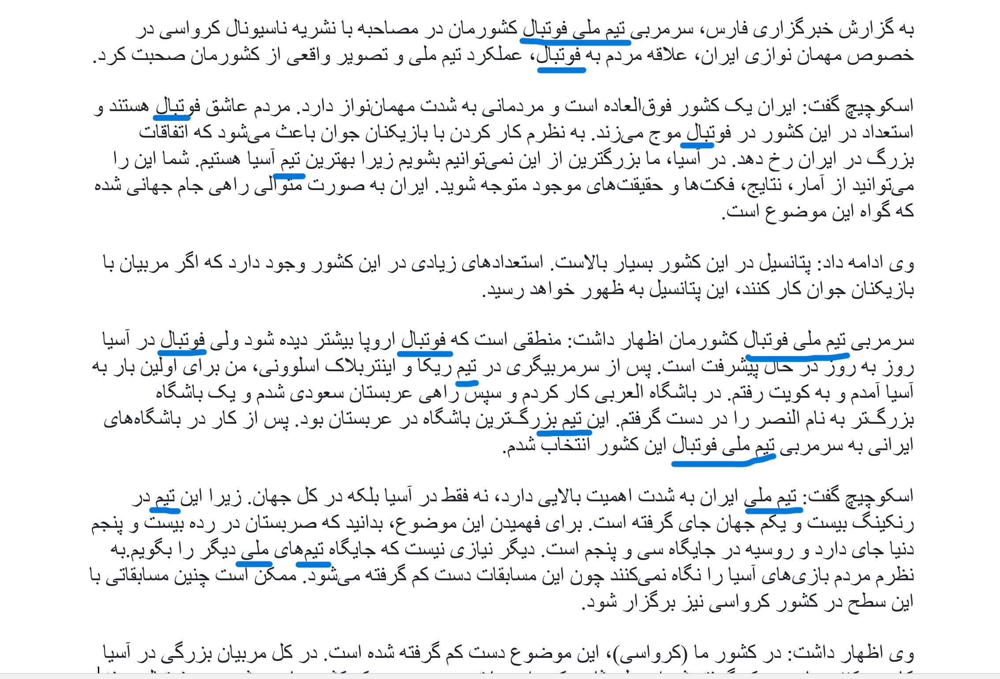 به گزارش خبرگزاری فارس، سرمربی تیم ملی فوتبال کشورمان در مصاحبه با نشریه ناسیونال کرواسی در
خصوص مهمان نوازی ایران، علاقه مردم به فوتبال، عملکرد تیم ملی و تصویر واقعی از کشورمان صحبت کرد.
اسکوچیچ گفت: ایران یک کشور فوق‌العاده است و مردمانی به شدت مهمان‌نواز دارد. مردم عاشق فوتبال هستند و
استعداد در این کشور در فوتبال موج می‌زند. به نظرم کار کردن با بازیکنان جوان باعث می‌شود که اتفاقات
بزرگ در ایران رخ دهد. در آسیا، ما بزرگترین از این نمی‌توانیم بشویم زیرا بهترین تیم آسیا هستیم. شما این را
می‌توانید از آمار، نتایج، فکت‌ها و حقیقت‌های موجود متوجه شوید. ایران به صورت متوالی راهی جام جهانی شده
که گواه این موضوع است.
وی ادامه داد: پتانسیل در این کشور بسیار بالاست. استعدادهای زیادی در این کشور وجود دارد که اگر مربیان با
بازیکنان جوان کار کنند، این پتانسیل به ظهور خواهد رسید.
سرمربی تیم ملی فوتبال کشورمان اظهار داشت: منطقی است که فوتبال اروپا بیشتر دیده شود ولی فوتبال در آسیا
روز به روز در حال پیشرفت است. پس از سرمربیگری در تیم ریکا و اینتربلاک اسلوونی، من برای اولین بار به
آسیا آمدم و به کویت رفتم. در باشگاه العربی کار کردم و سپس راهی عربستان سعودی شدم و یک باشگاه
بزرگ‌تر به نام النصر را در دست گرفتم. این تیم بزرگ‌ترین باشگاه در عربستان بود. پس از کار در باشگاه‌های
ایرانی به سرمربی تیم ملی فوتبال این کشور انتخاب شدم.
اسکوچیچ گفت: تیم ملی ایران به شدت اهمیت بالایی دارد، نه فقط در آسیا بلکه در کل جهان. زیرا این تیم در
رنکینگ بیست و یکم جهان جای گرفته است. برای فهمیدن این موضوع، بدانید که صربستان در رده بیست و پنجم
دنیا جای دارد و روسیه در جایگاه سی و پنجم است. دیگر نیازی نیست که جایگاه تیم‌های ملی دیگر را بگویم.به
نظرم مردم بازی‌های آسیا را نگاه نمی‌کنند چون این مسابقات دست کم گرفته می‌شود. ممکن است چنین مسابقاتی با
این سطح در کشور کرواسی نیز برگزار شود.
وی اظهار داشت: در کشور ما (کرواسی)، این موضوع دست کم گرفته شده است. در کل مربیان بزرگی در آسیا